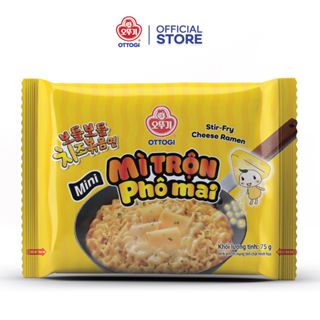 OTTOGI
OFFICIAL
STORE
오뚜기
OTTOGI
보들보들
치즈볶음면
Stir-Fry
Cheese Ramen
Mini
MÌ TRỘN
Phô mai
Khối lượng tịnh: 75 g